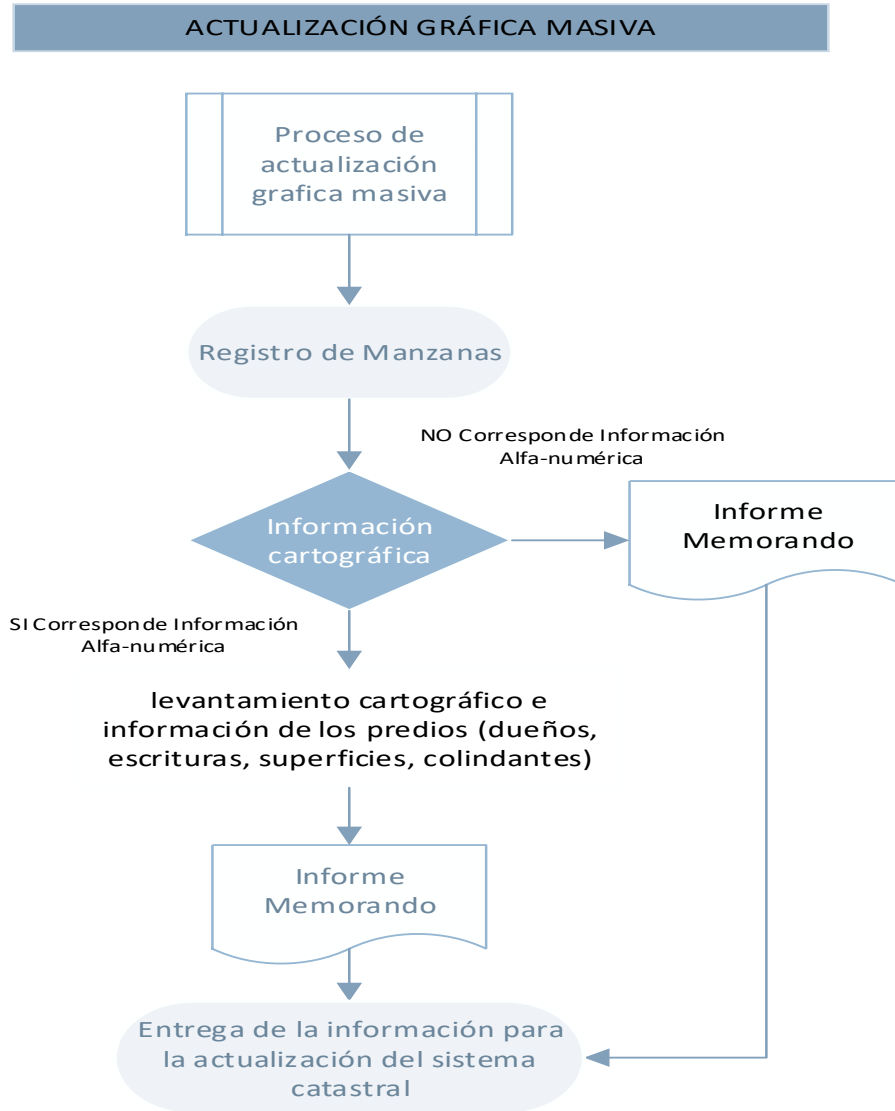 ACTUALIZACIÓN GRÁFICA MASIVA
Proceso de
actualización
grafica masiva
Registro de Manzanas
NO Corresponde Información
Alfa-numérica
Información
cartográfica
Informe
Memorando
SI Corresponde Información
Alfa-numérica
levantamiento cartográfico e
información de los predios (dueños,
escrituras, superficies, colindantes)
Informe
Memorando
Entrega de la información para
la actualización del sistema
catastral